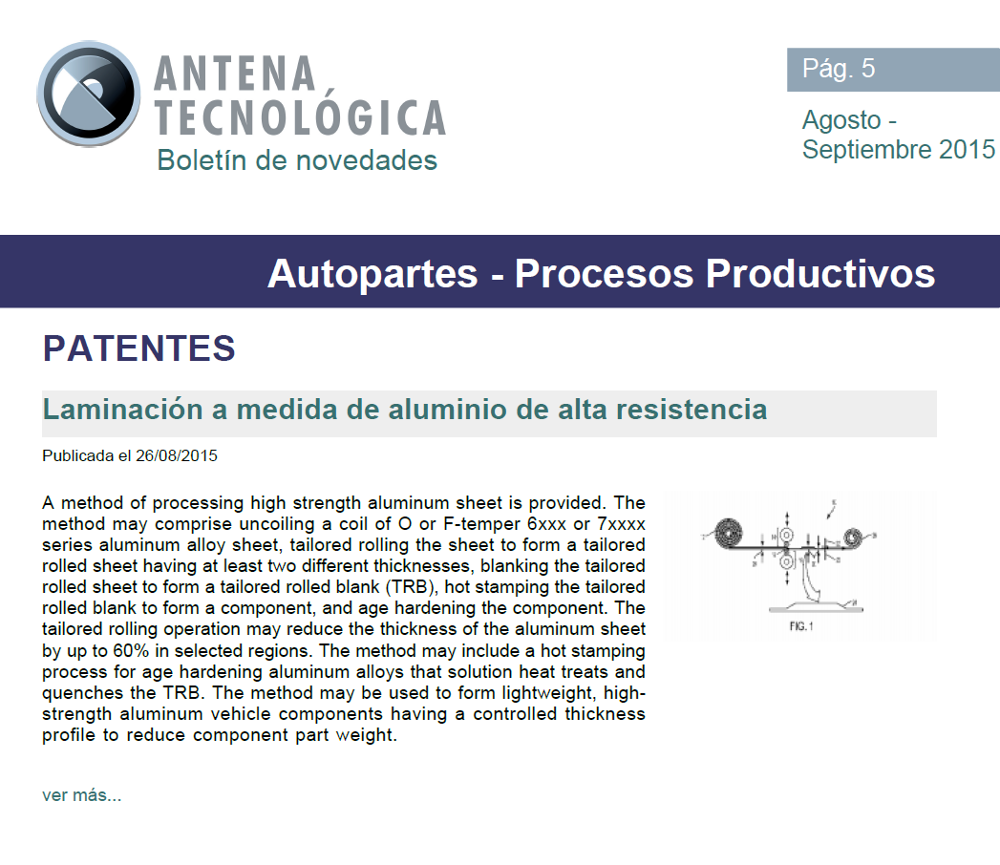 ANTENA
TECNOLÓGICA
Boletín de novedades
Pág. 5
Agosto -
Septiembre 2015
Autopartes - Procesos Productivos
PATENTES
Laminación a medida de aluminio de alta resistencia
Publicada el 26/08/2015
A method of processing high strength aluminum sheet is provided. The
method may comprise uncoiling a coil of O or F-temper 6xxx or 7xxxx
series aluminum alloy sheet, tailored rolling the sheet to form a tailored
rolled sheet having at least two different thicknesses, blanking the tailored
rolled sheet to form a tailored rolled blank (TRB), hot stamping the tailored
rolled blank to form a component, and age hardening the component. The
tailored rolling operation may reduce the thickness of the aluminum sheet
by up to 60% in selected regions. The method may include a hot stamping
process for age hardening aluminum alloys that solution heat treats and
quenches the TRB. The method may be used to form lightweight, high-
strength aluminum vehicle components having a controlled thickness
profile to reduce component part weight.
FIG. 1
ver más...